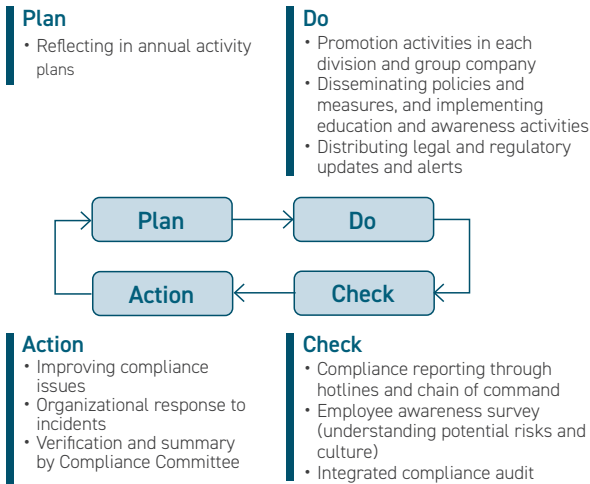 Plan
• Reflecting in annual activity
plans
Do
• Promotion activities in each
division and group company
• Disseminating policies and
measures, and implementing
education and awareness activities
• Distributing legal and regulatory
updates and alerts
Plan
Do
Action
Check
Action
• Improving compliance
issues
• Organizational response to
incidents
• Verification and summary
by Compliance Committee
Check
• Compliance reporting through
hotlines and chain of command
• Employee awareness survey
(understanding potential risks and
culture)
• Integrated compliance audit